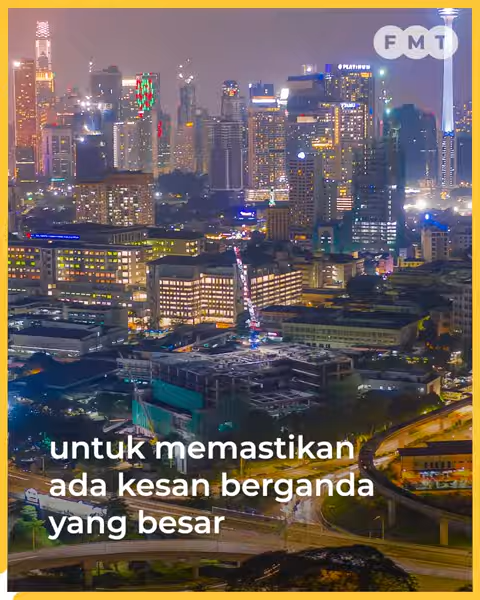 FMT
PLATINUM
untuk memastikan
ada kesan berganda
yang besar